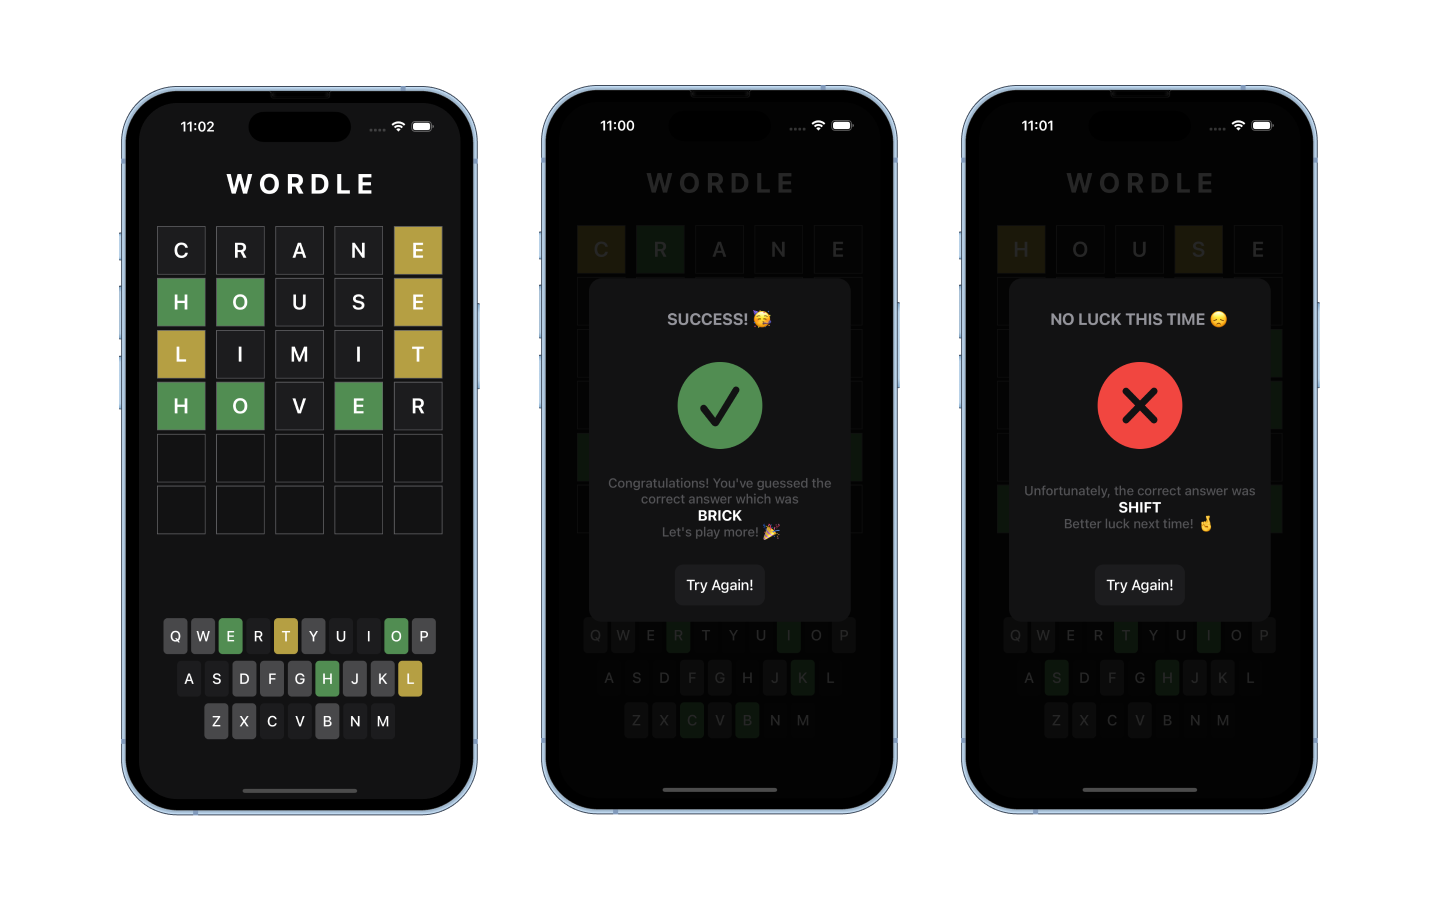 11:02
WORDLE
C R A N E
H O U S E
L I M I T
H O V E R
Q W E R T Y U I O P
A S D F G H J K L
Z X C V B N M
11:00
WORDLE
C R A N E
SUCCESS! 🥳
Congratulations! You've guessed the
correct answer which was
BRICK
Let's play more! 🎉
Try Again!
Q W E R T Y U I O P
A S D F G H J K L
Z X C V B N M
11:01
WORDLE
H O U S E
NO LUCK THIS TIME 😞
Unfortunately, the correct answer was
SHIFT
Better luck next time! 🤞
Try Again!
Q W E R T Y U I O P
A S D F G H J K L
Z X C V B N M